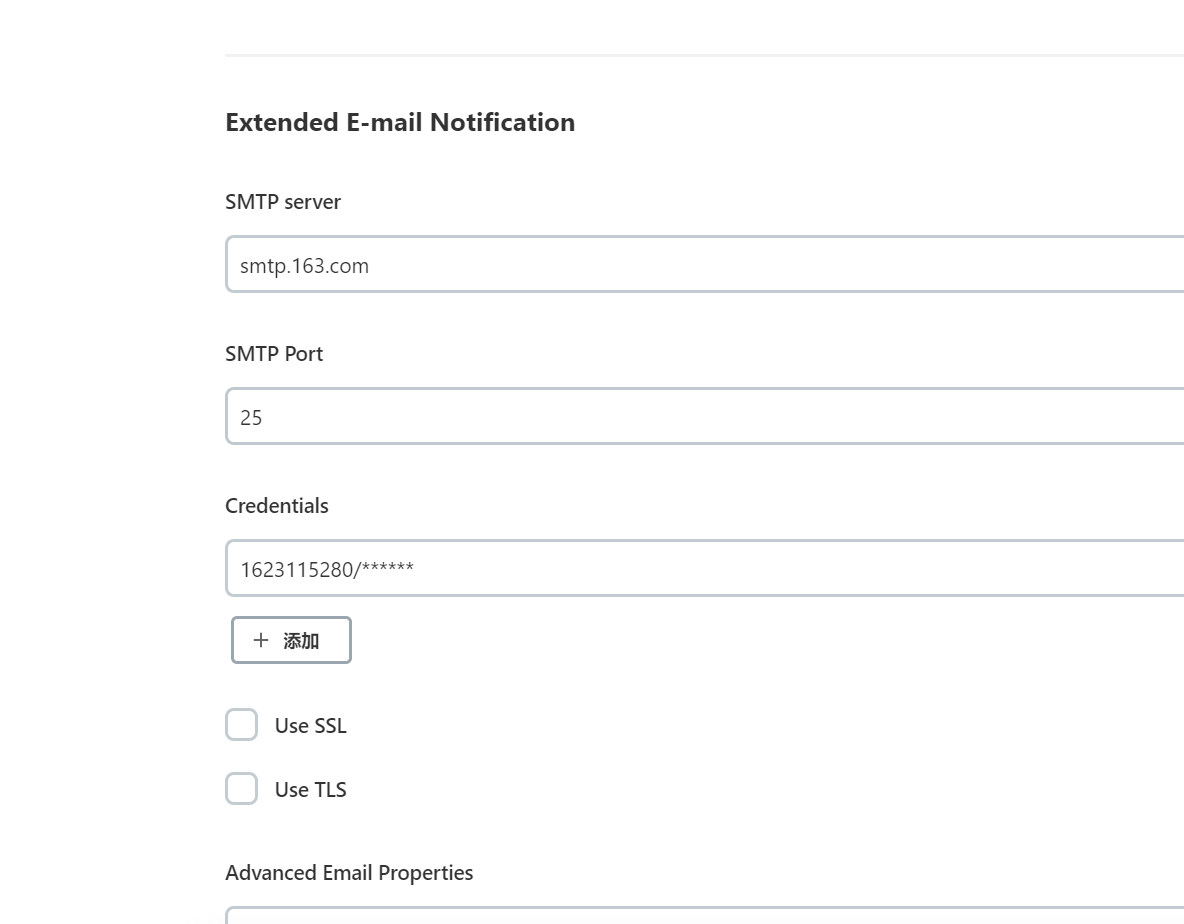 Extended E-mail Notification
SMTP server
smtp.163.com
SMTP Port
25
Credentials
1623115280/******
+ 添加
Use SSL
Use TLS
Advanced Email Properties